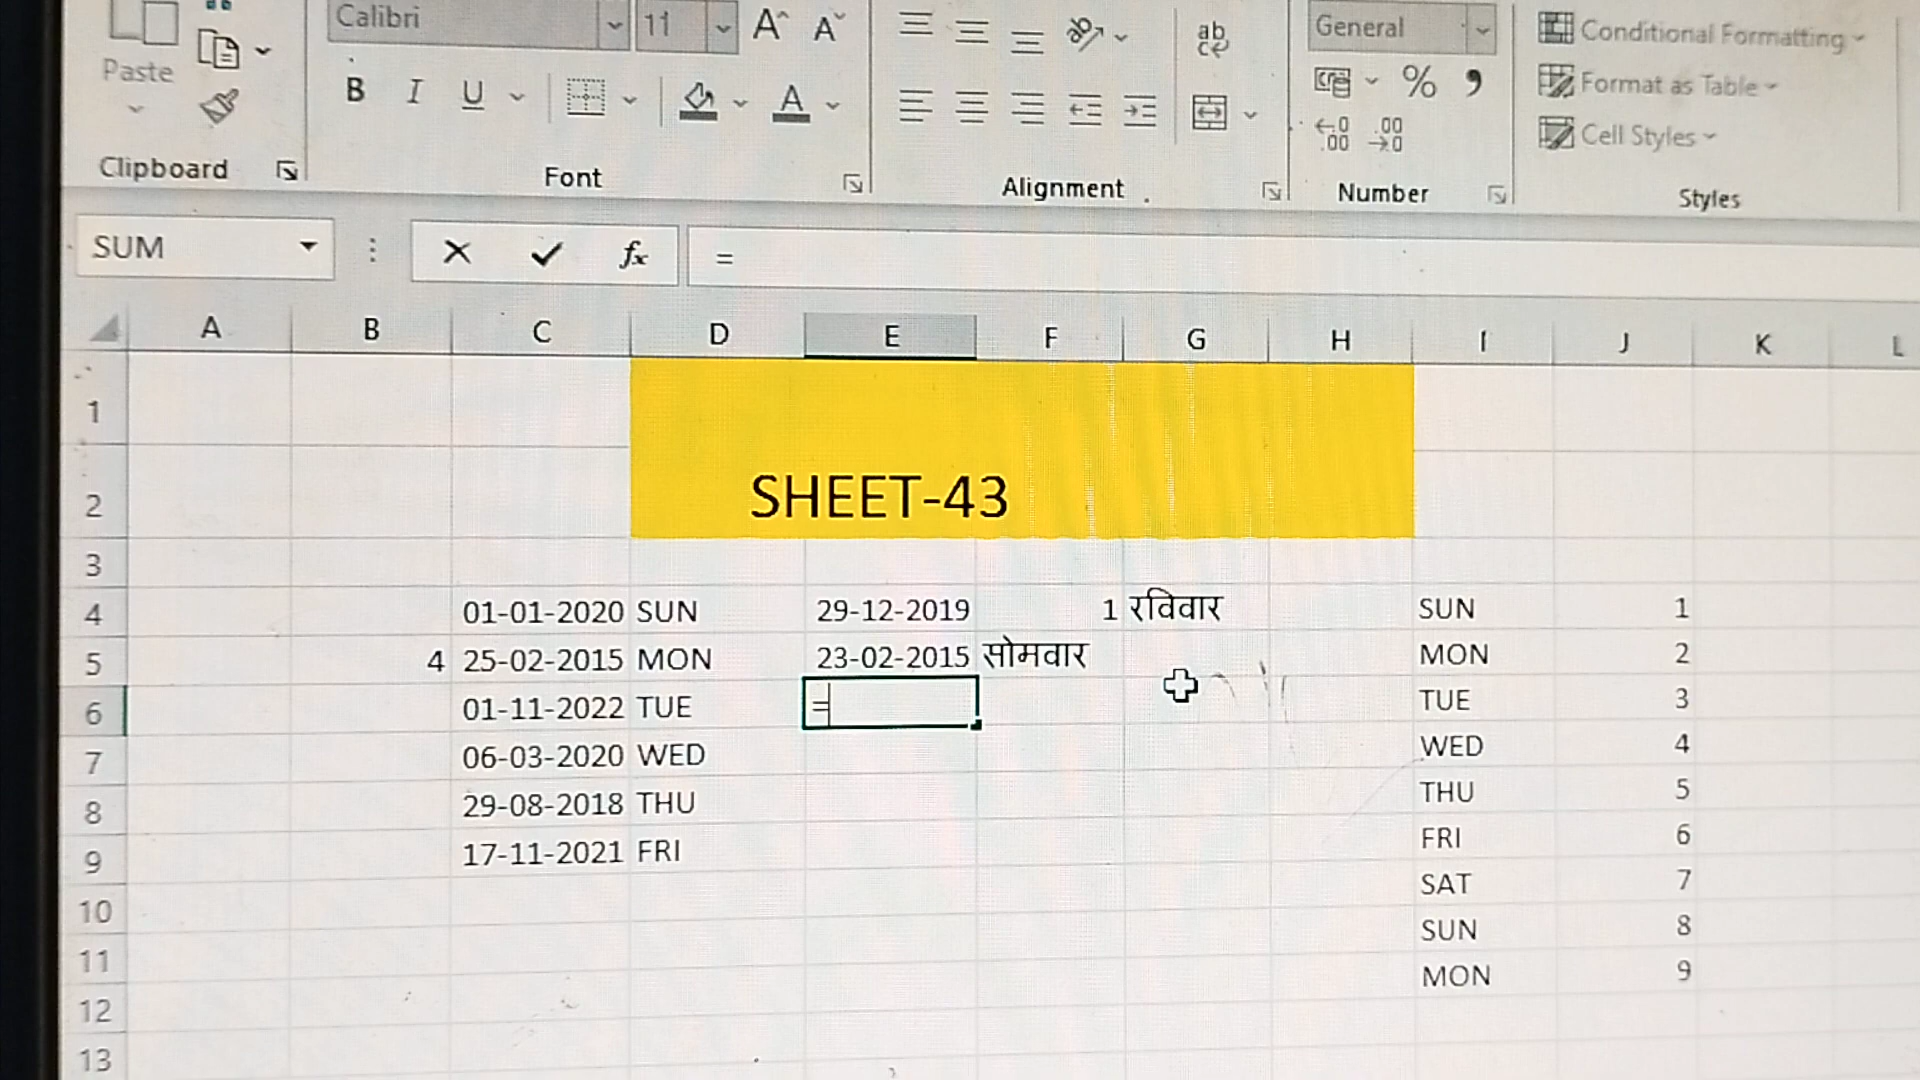 Calibri 11 General Conditional Formatting
Paste B I U A % , Format as Table
Cell Styles
Clipboard Font Alignment Number Styles
SUM fx =
A B C D E F G H I J K L
1
2 SHEET-43
3
4 01-01-2020 SUN 29-12-2019 1 रविवार SUN 1
5 4 25-02-2015 MON 23-02-2015 सोमवार MON 2
6 01-11-2022 TUE = TUE 3
7 06-03-2020 WED WED 4
8 29-08-2018 THU THU 5
9 17-11-2021 FRI FRI 6
10 SAT 7
11 SUN 8
12 MON 9
13